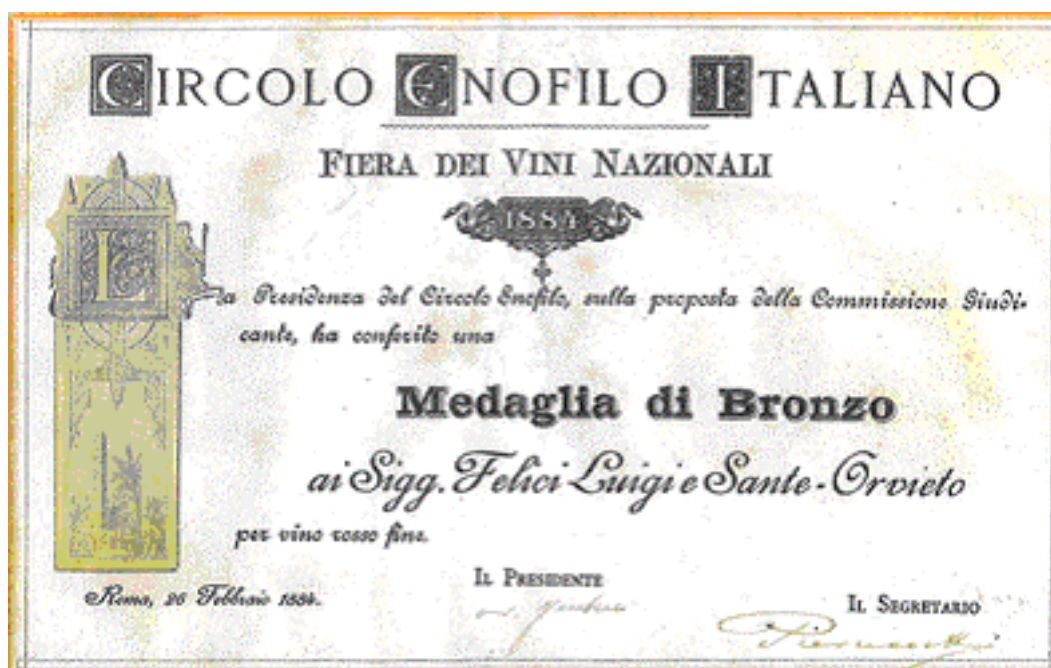 CIRCOLO ENOFILO ITALIANO
FIERA DEI VINI NAZIONALI
1884
La Presidenza del Circolo Enofilo, sulla proposta della Commissione Giudi-
cante, ha conferito una
Medaglia di Bronzo
ai Sigg. Felici Luigi e Sante - Orvieto
per vino rosso fine.
Roma, 26 Febbraio 1884.
IL PRESIDENTE
IL SEGRETARIO